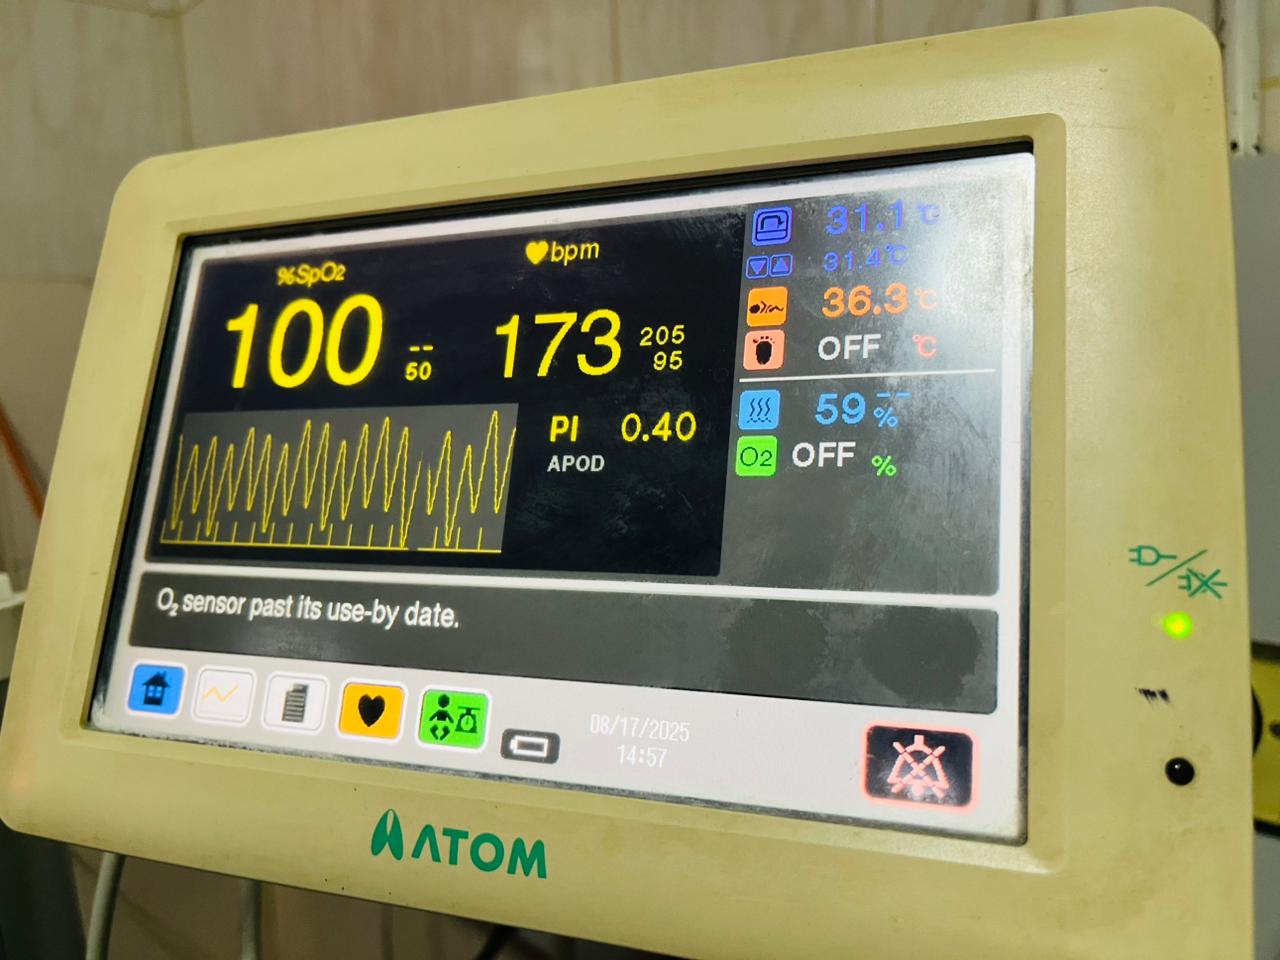 %SpO2
100
--
50
bpm
173
205
95
PI 0.40
APOD
31.1 °C
31.4 °C
36.3 °C
OFF °C
59 -- %
O2 OFF %
O₂ sensor past its use-by date.
08/17/2025
14:57
ATOM